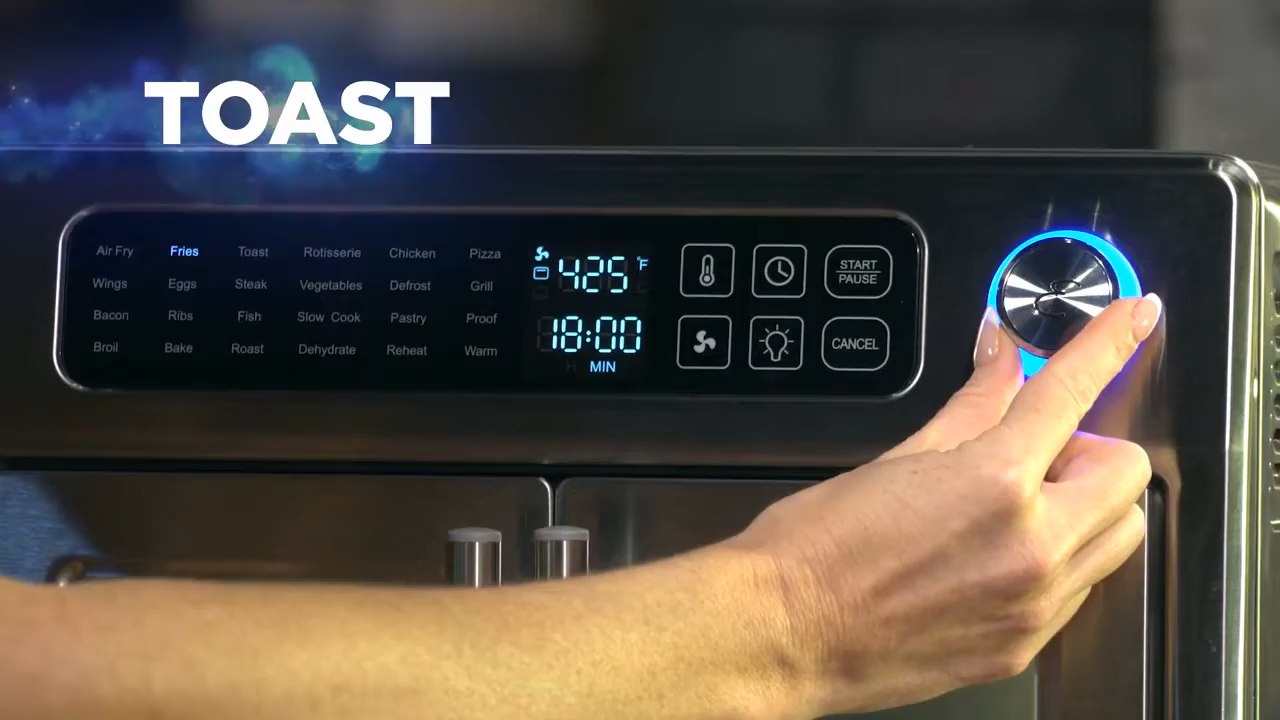 TOAST
Air Fry Fries Toast Rotisserie Chicken Pizza
Wings Eggs Steak Vegetables Defrost Grill
Bacon Ribs Fish Slow Cook Pastry Proof
Broil Bake Roast Dehydrate Reheat Warm
425 °F
18:00
MIN
START
PAUSE
CANCEL